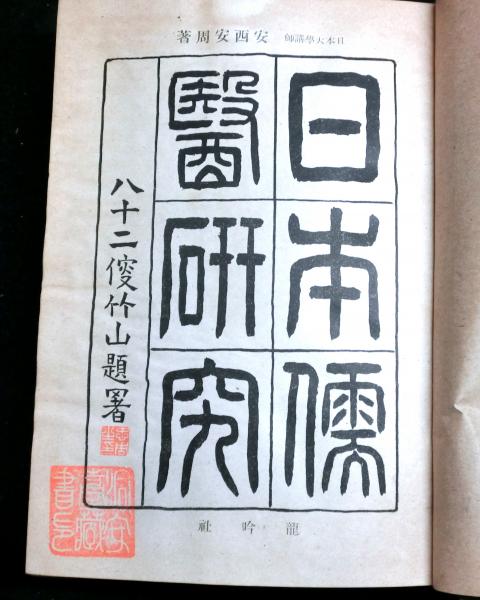 日本大學講師 安西安周著
日本儒
醫研究
八十二叟竹山題署
龍吟社